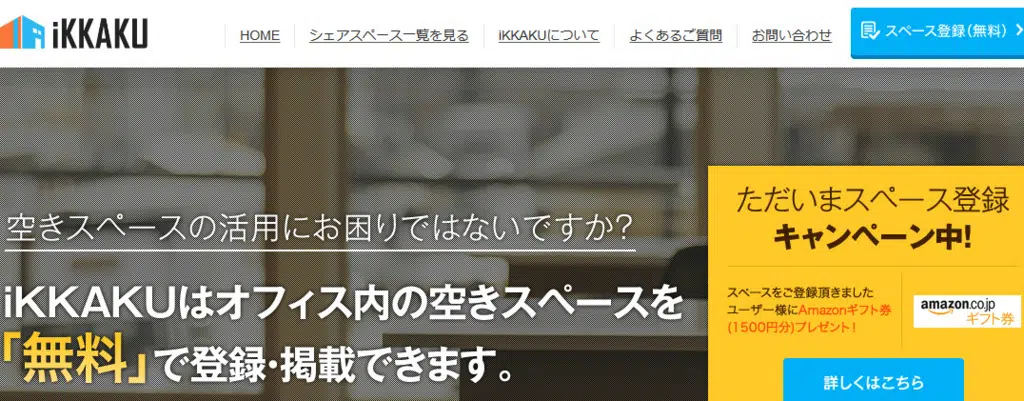 iKKAKU
HOME
シェアスペース一覧を見る
iKKAKUについて
よくあるご質問
お問い合わせ
スペース登録(無料)
空きスペースの活用にお困りではないですか?
iKKAKUはオフィス内の空きスペースを
「無料」で登録・掲載できます。
ただいまスペース登録
キャンペーン中!
スペースをご登録頂きました
ユーザー様にAmazonギフト券
(1500円分)プレゼント!
amazon.co.jp
ギフト券
詳しくはこちら